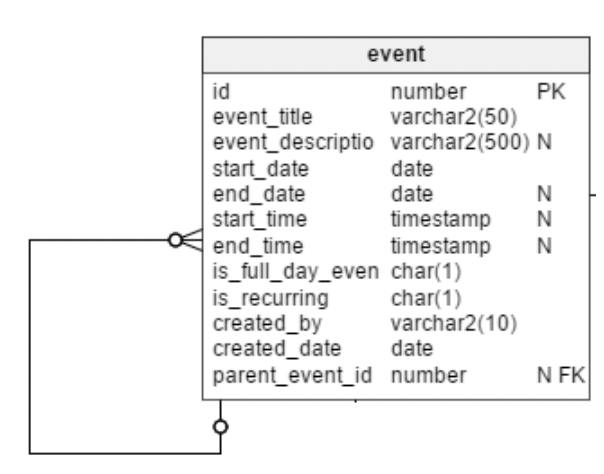 event
id number PK
event_title varchar2(50)
event_descriptio varchar2(500) N
start_date date
end_date date N
start_time timestamp N
end_time timestamp N
is_full_day_even char(1)
is_recurring char(1)
created_by varchar2(10)
created_date date
parent_event_id number N FK